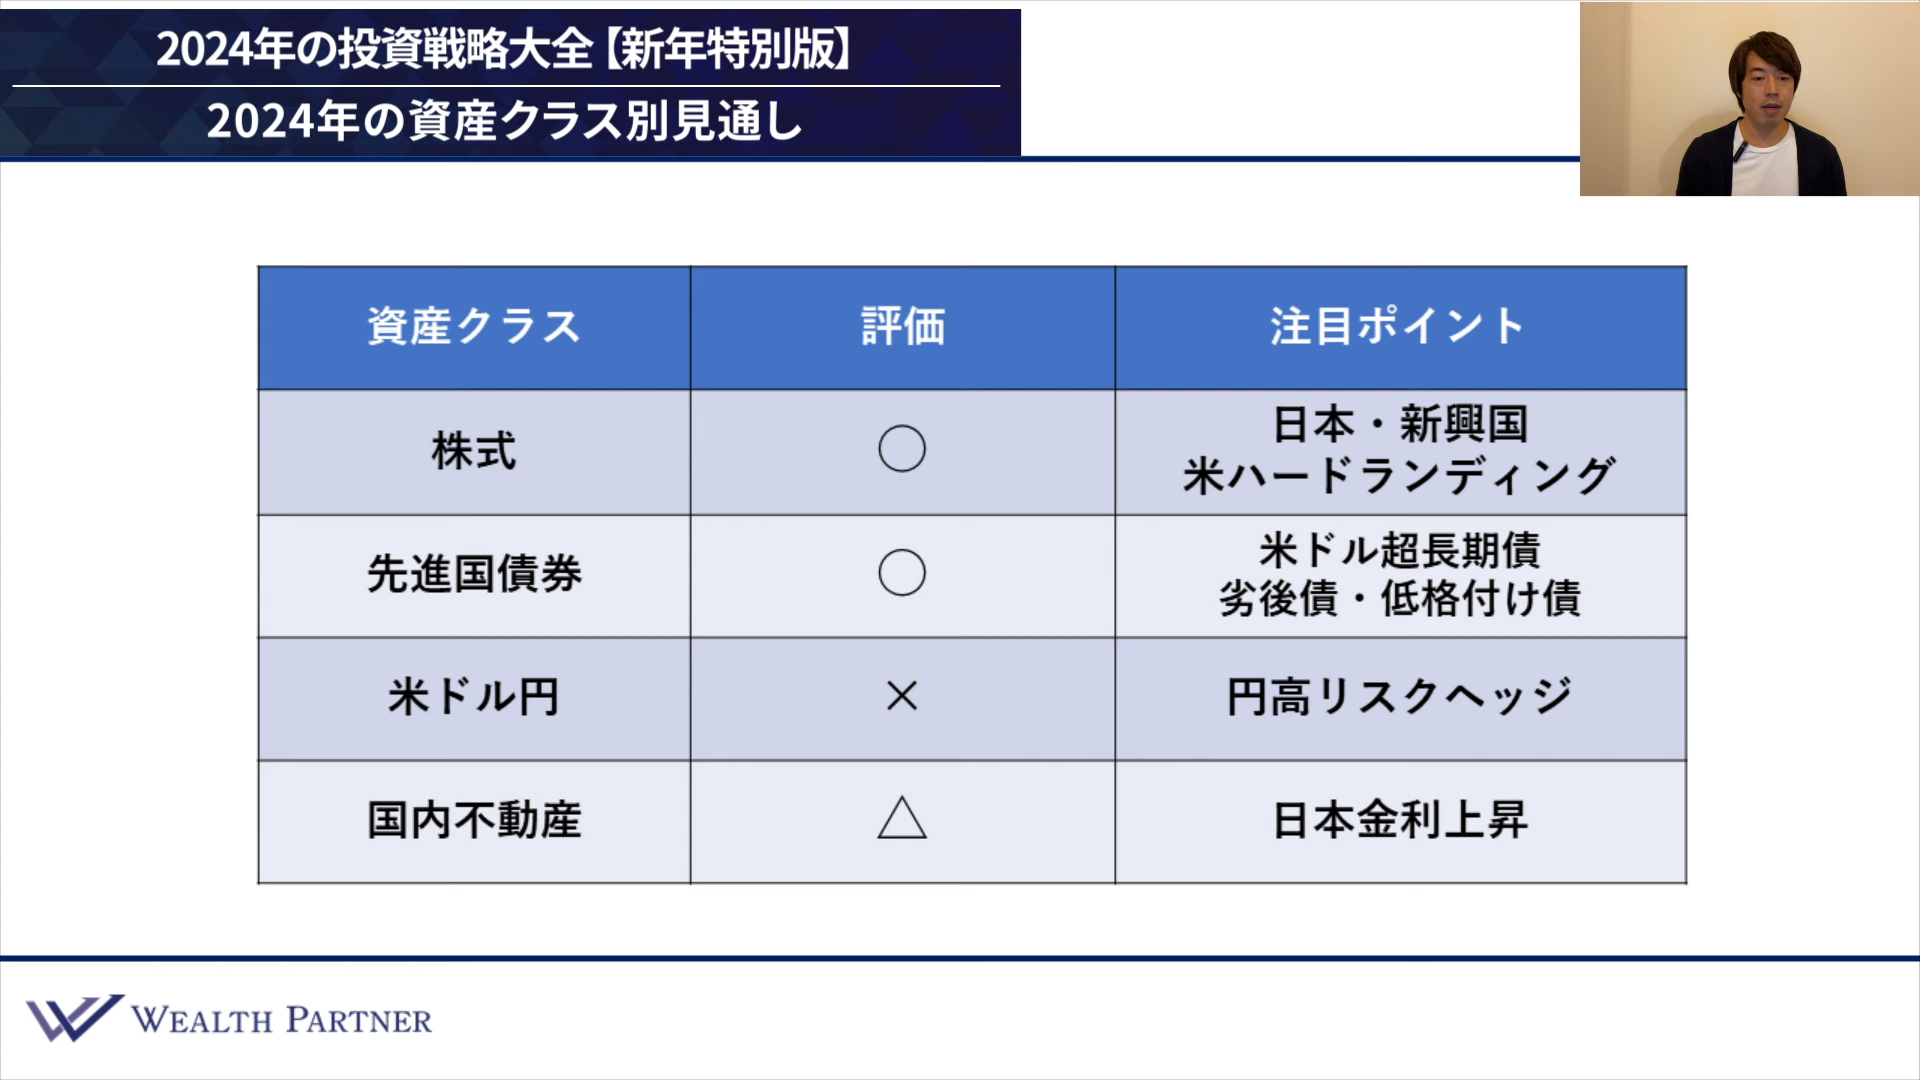 2024年の投資戦略大全【新年特別版】
2024年の資産クラス別見通し
資産クラス
評価
注目ポイント
株式
○
日本・新興国
米ハードランディング
先進国債券
○
米ドル超長期債
劣後債・低格付け債
米ドル円
×
円高リスクヘッジ
国内不動産
△
日本金利上昇
WEALTH PARTNER